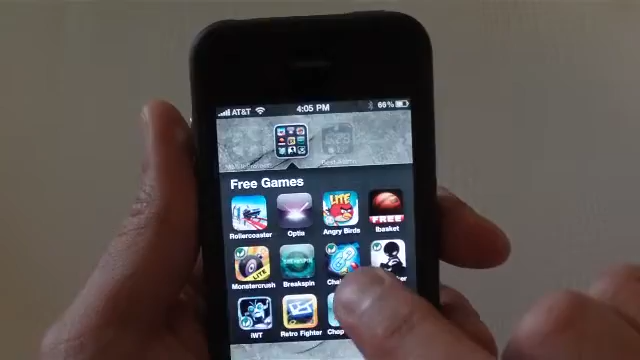 AT&T 4:05 PM 66%
Free Games
LITE
FREE
Rollercoaster Optia Angry Birds Ibasket
LITE
Monstercrush Breakspin
IWT Retro Fighter